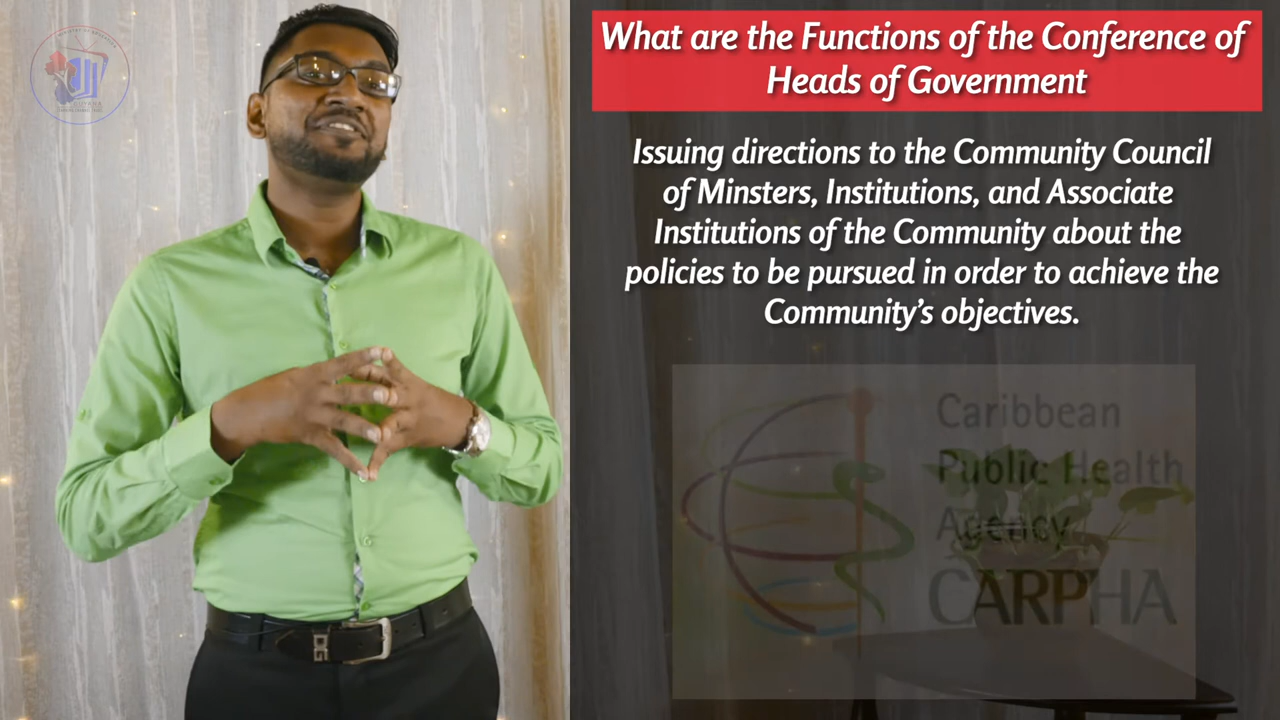 What are the Functions of the Conference of
Heads of Government
Issuing directions to the Community Council
of Minsters, Institutions, and Associate
Institutions of the Community about the
policies to be pursued in order to achieve the
Community's objectives.
Caribbean
Public Health
Agency
CARPHA
DG